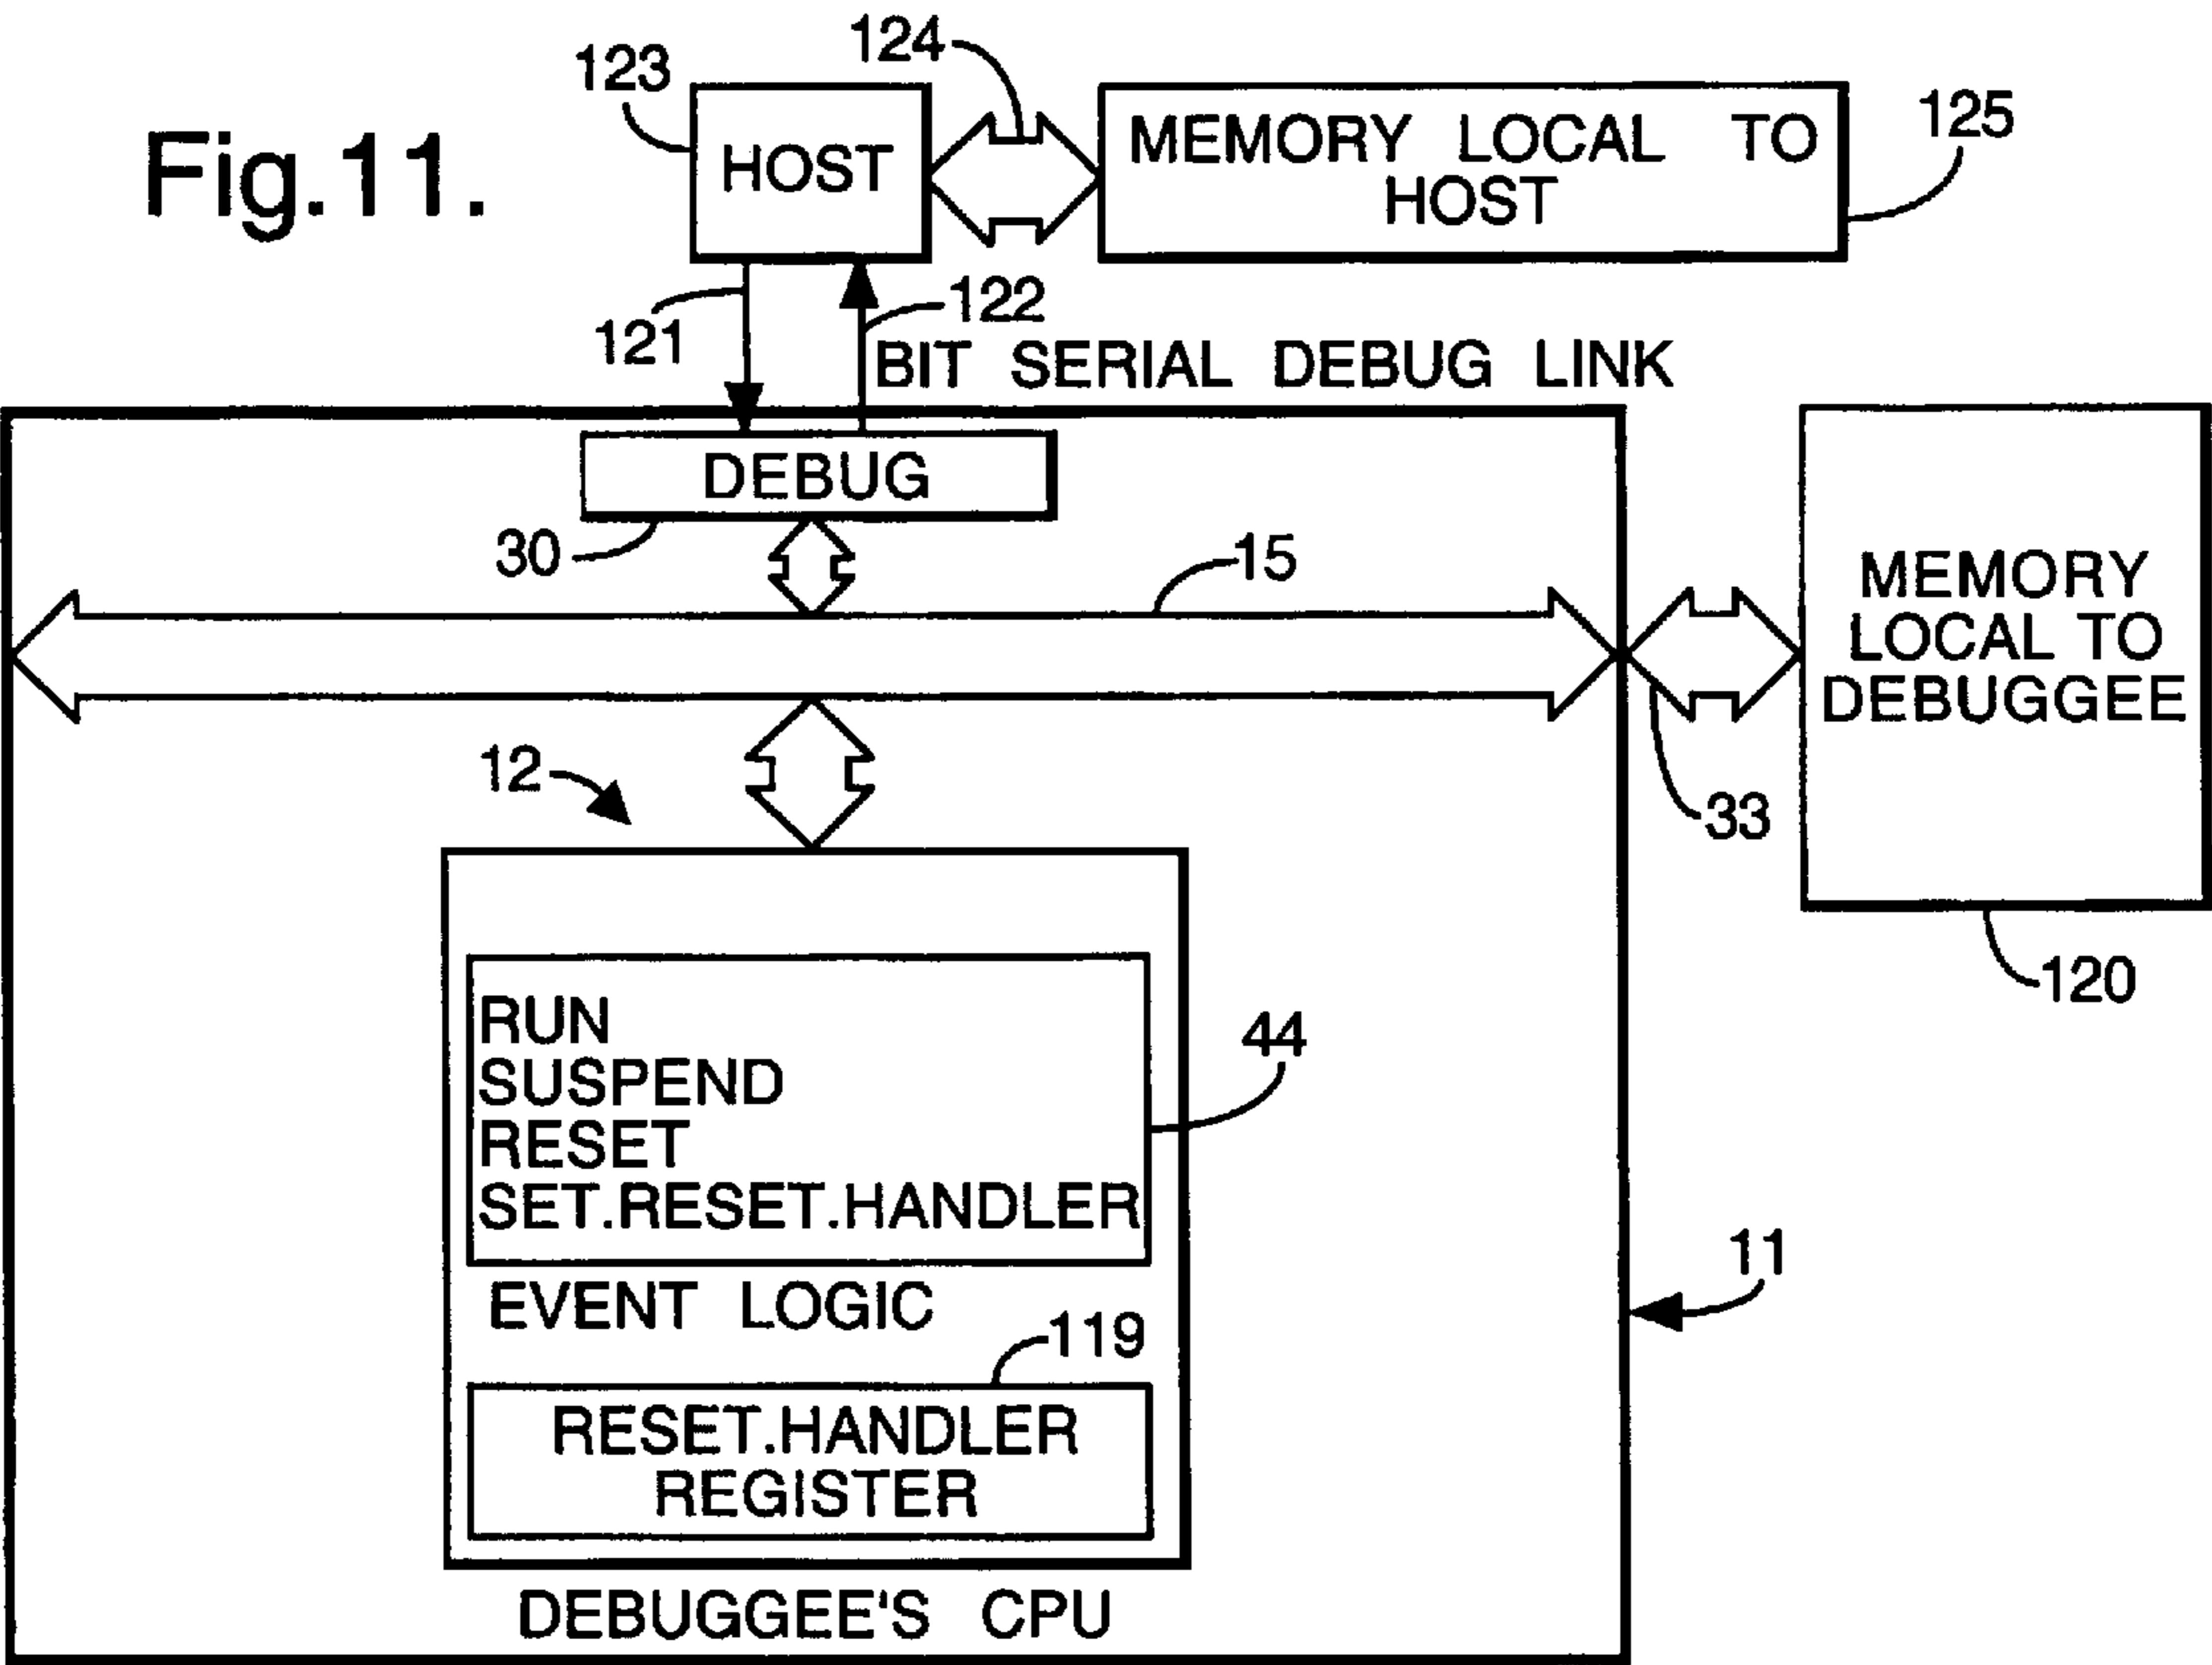 Fig.11.
123
124
125
HOST
MEMORY LOCAL TO
HOST
121
122
BIT SERIAL DEBUG LINK
DEBUG
30
15
MEMORY
LOCAL TO
DEBUGGEE
12
33
120
RUN
SUSPEND
RESET
SET.RESET.HANDLER
44
EVENT LOGIC
11
119
RESET.HANDLER
REGISTER
DEBUGGEE'S CPU